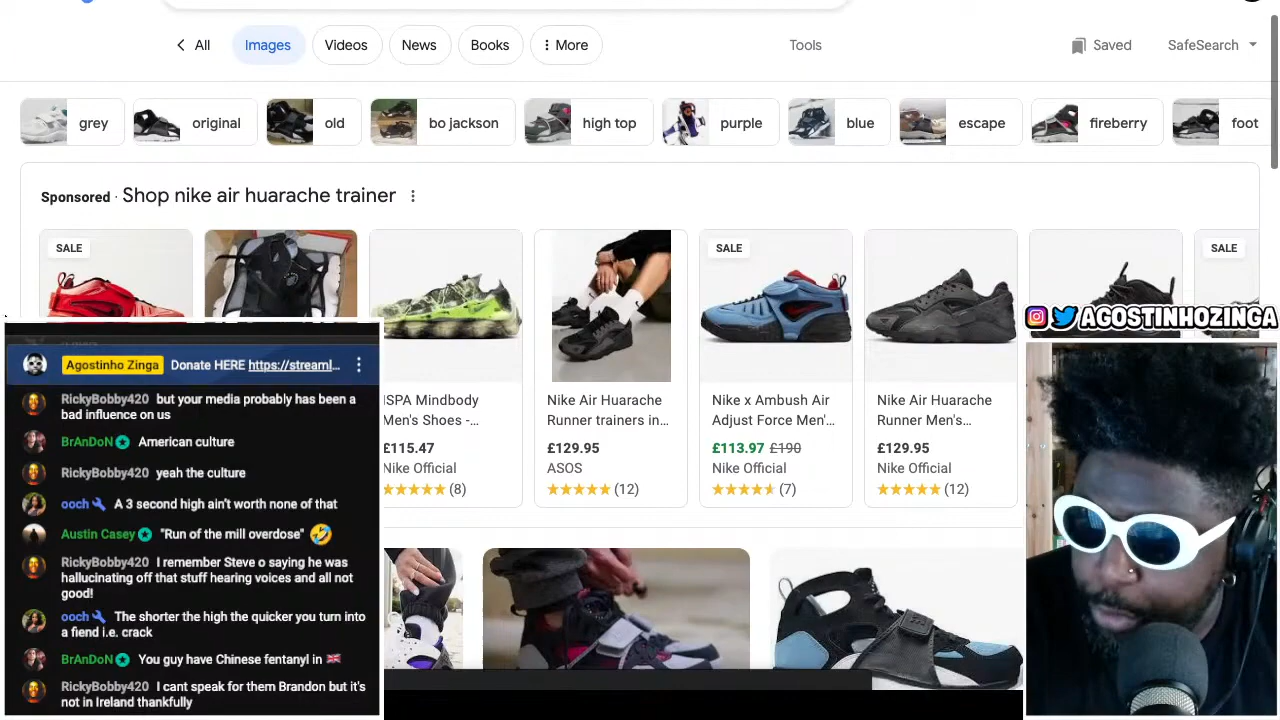 All
Images
Videos
News
Books
More
Tools
Saved
SafeSearch
grey
original
old
bo jackson
high top
purple
blue
escape
fireberry
foot
Sponsored · Shop nike air huarache trainer
SALE
SALE
SALE
ISPA Mindbody
Men's Shoes -...
£115.47
Nike Official
(8)
Nike Air Huarache
Runner trainers in...
£129.95
ASOS
(12)
Nike x Ambush Air
Adjust Force Men'...
£113.97 £190
Nike Official
(7)
Nike Air Huarache
Runner Men's...
£129.95
Nike Official
(12)
AGOSTINHOZINGA
Agostinho Zinga Donate HERE https://streaml...
RickyBobby420 but your media probably has been a
bad influence on us
BrAnDoN American culture
RickyBobby420 yeah the culture
ooch A 3 second high ain't worth none of that
Austin Casey "Run of the mill overdose" 🤣
RickyBobby420 I remember Steve o saying he was
hallucinating off that stuff hearing voices and all not
good!
ooch The shorter the high the quicker you turn into
a fiend i.e. crack
BrAnDoN You guy have Chinese fentanyl in 🇬🇧
RickyBobby420 I cant speak for them Brandon but it's
not in Ireland thankfully